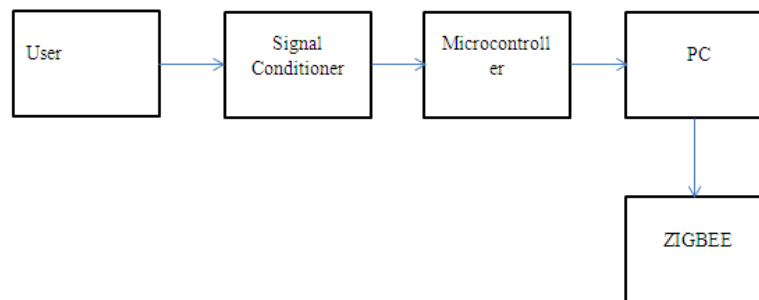 User
Signal
Conditioner
Microcontroll
er
PC
ZIGBEE